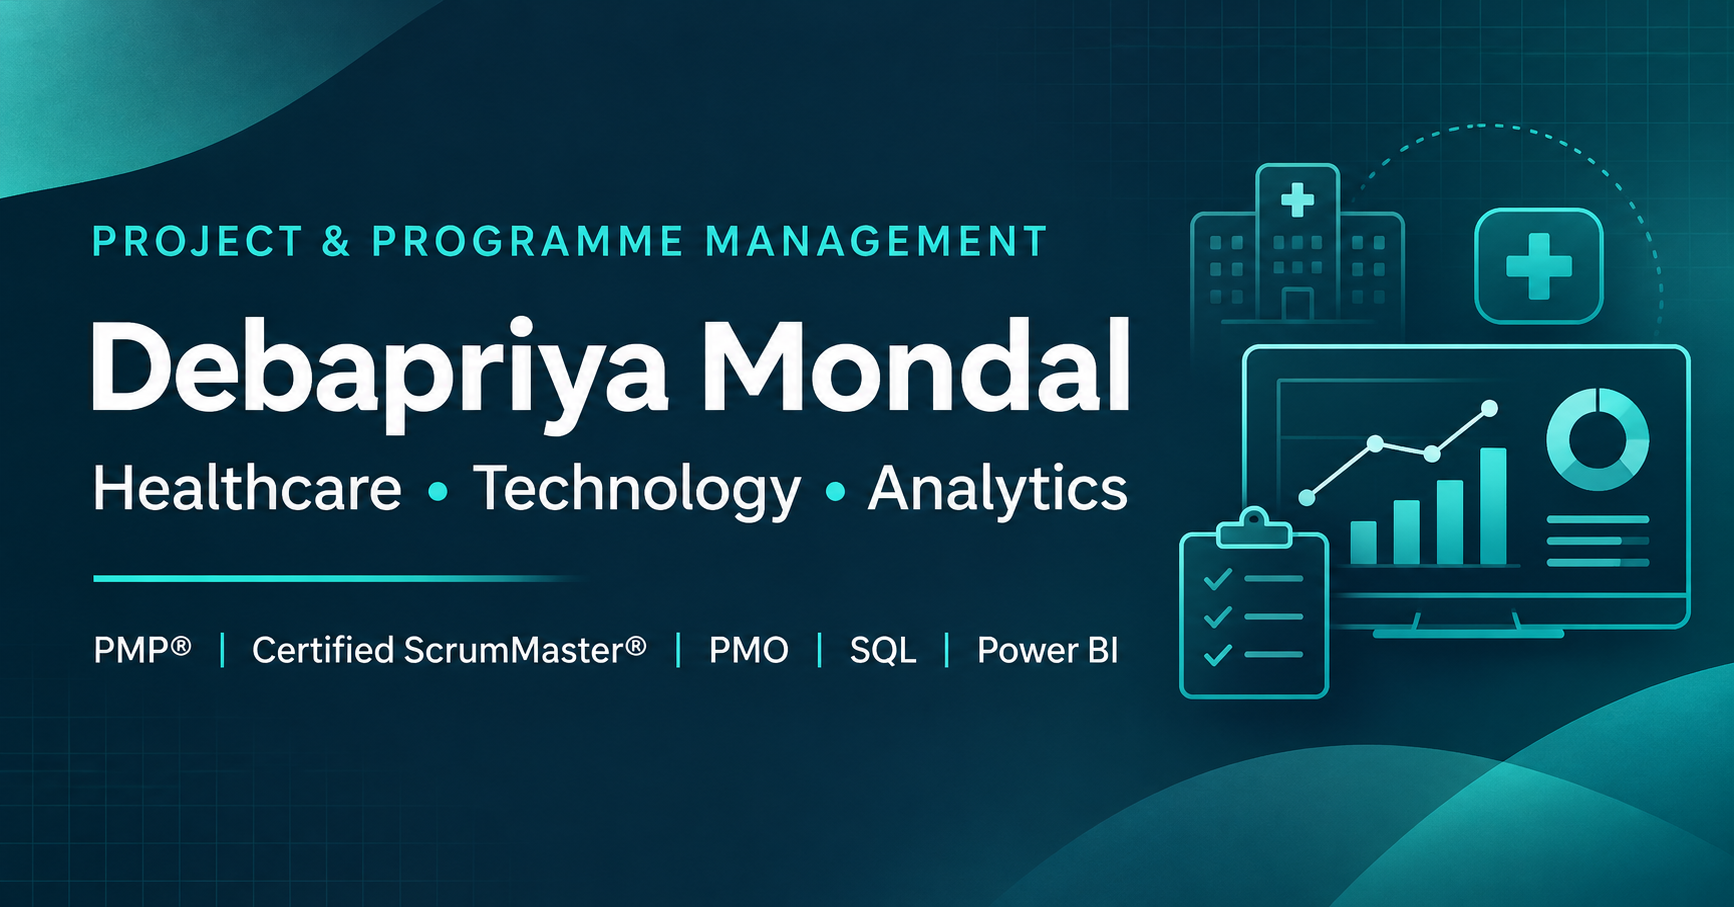 PROJECT & PROGRAMME MANAGEMENT
Debapriya Mondal
Healthcare • Technology • Analytics
PMP® | Certified ScrumMaster® | PMO | SQL | Power BI